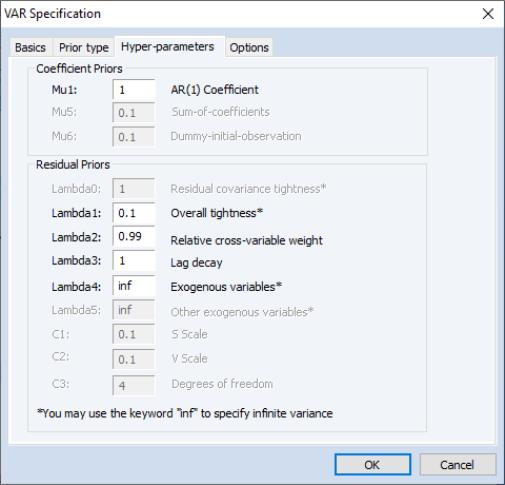 VAR Specification
Basics Prior type Hyper-parameters Options
Coefficient Priors
Mu1: 1 AR(1) Coefficient
Mu5: 0.1 Sum-of-coefficients
Mu6: 0.1 Dummy-initial-observation
Residual Priors
Lambda0: 1 Residual covariance tightness*
Lambda1: 0.1 Overall tightness*
Lambda2: 0.99 Relative cross-variable weight
Lambda3: 1 Lag decay
Lambda4: inf Exogenous variables*
Lambda5: inf Other exogenous variables*
C1: 0.1 S Scale
C2: 0.1 V Scale
C3: 4 Degrees of freedom
*You may use the keyword "inf" to specify infinite variance
OK Cancel